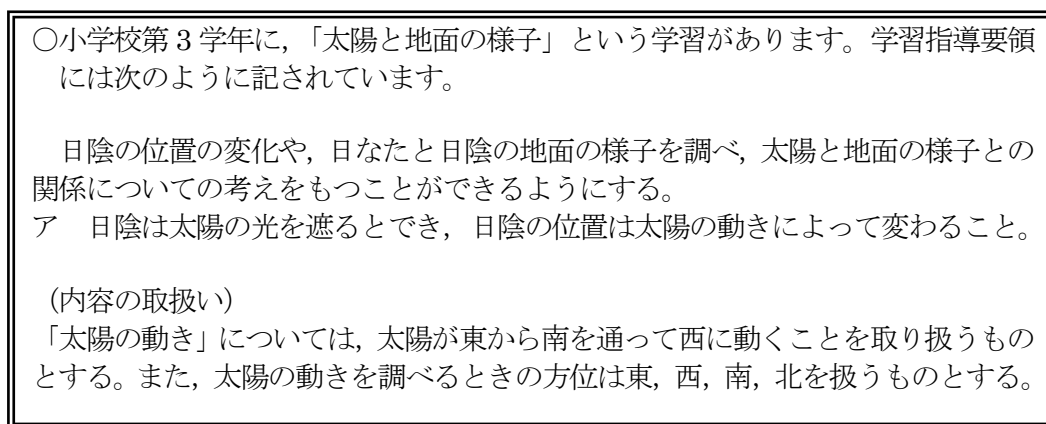 ○小学校第3学年に,「太陽と地面の様子」という学習があります。学習指導要領
には次のように記されています。
日陰の位置の変化や,日なたと日陰の地面の様子を調べ,太陽と地面の様子との
関係についての考えをもつことができるようにする。
ア 日陰は太陽の光を遮るとでき,日陰の位置は太陽の動きによって変わること。
(内容の取扱い)
「太陽の動き」については,太陽が東から南を通って西に動くことを取り扱うもの
とする。また,太陽の動きを調べるときの方位は東,西,南,北を扱うものとする。